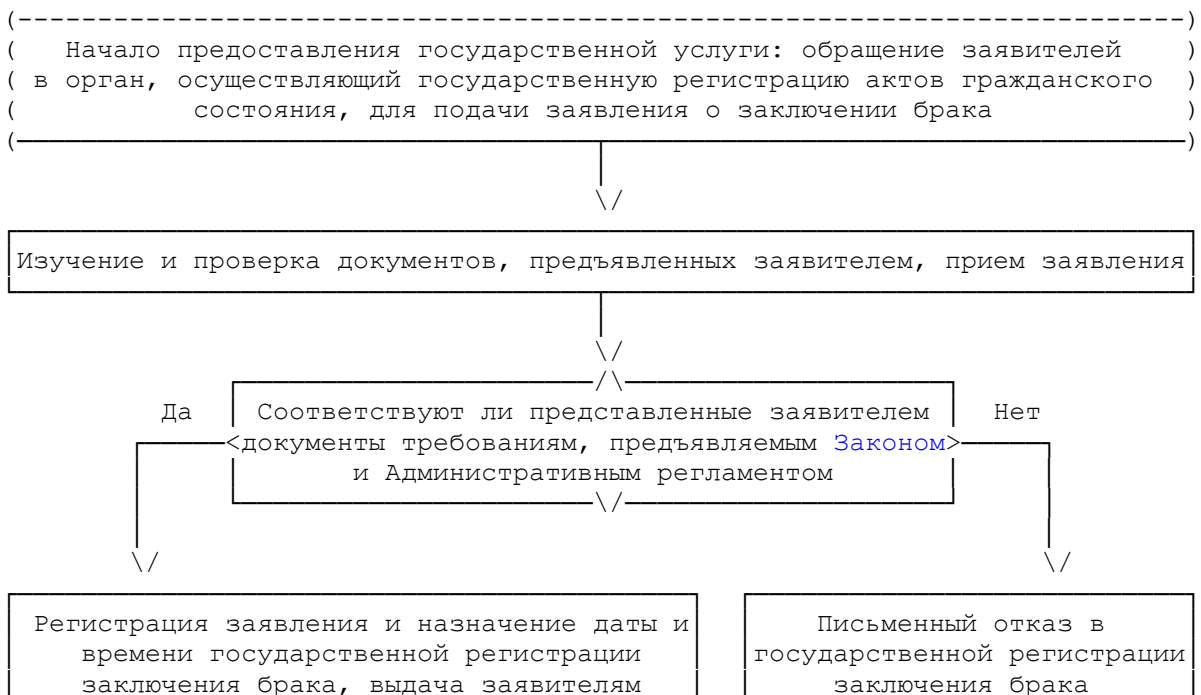 Начало предоставления государственной услуги: обращение заявителей
в орган, осуществляющий государственную регистрацию актов гражданского
состояния, для подачи заявления о заключении брака
Изучение и проверка документов, предъявленных заявителем, прием заявления
Да
Соответствуют ли представленные заявителем
документы требованиям, предъявляемым Законом
и Административным регламентом
Нет
Регистрация заявления и назначение даты и
времени государственной регистрации
заключения брака, выдача заявителям
Письменный отказ в
государственной регистрации
заключения брака